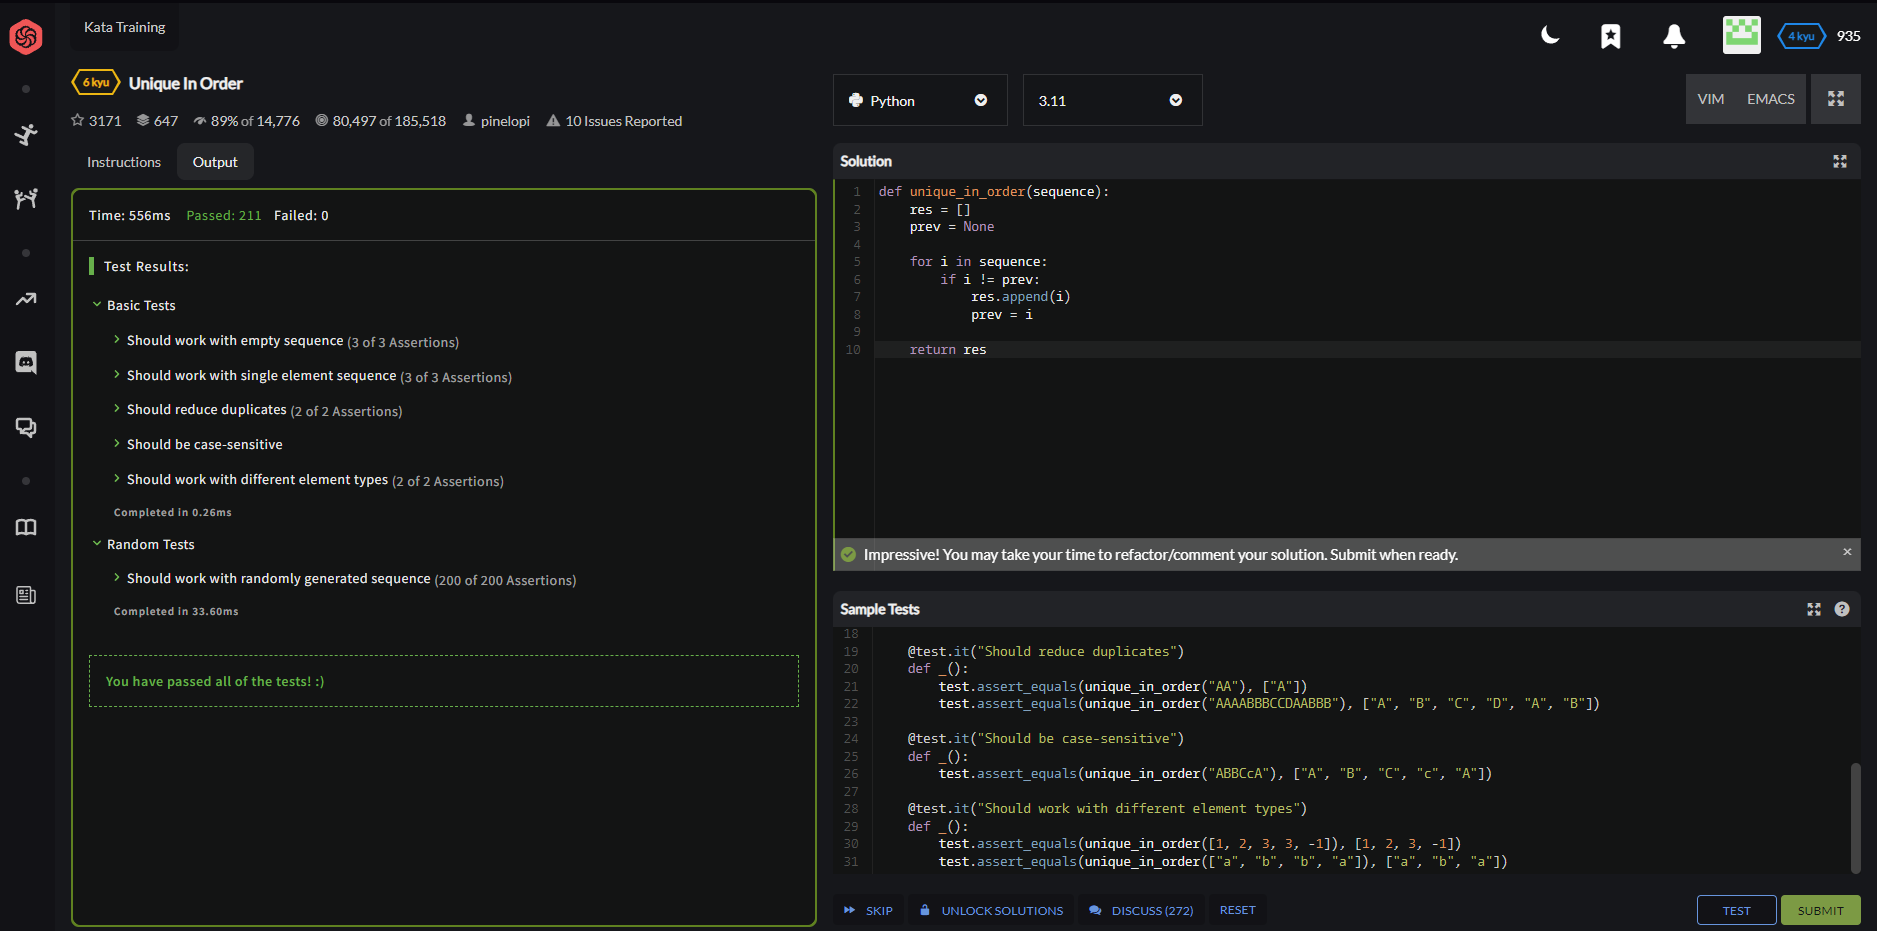 Kata Training
4 kyu
935
6 kyu
Unique In Order
3171
647
89% of 14,776
80,497 of 185,518
pinelopi
10 Issues Reported
Instructions
Output
Time: 556ms Passed: 211 Failed: 0
Test Results:
Basic Tests
Should work with empty sequence (3 of 3 Assertions)
Should work with single element sequence (3 of 3 Assertions)
Should reduce duplicates (2 of 2 Assertions)
Should be case-sensitive
Should work with different element types (2 of 2 Assertions)
Completed in 0.26ms
Random Tests
Should work with randomly generated sequence (200 of 200 Assertions)
Completed in 33.60ms
You have passed all of the tests! :)
Python
3.11
VIM
EMACS
Solution
1 def unique_in_order(sequence):
2     res = []
3     prev = None
4
5     for i in sequence:
6         if i != prev:
7             res.append(i)
8             prev = i
9
10     return res
Impressive! You may take your time to refactor/comment your solution. Submit when ready.
Sample Tests
?
18
19     @test.it("Should reduce duplicates")
20     def _():
21         test.assert_equals(unique_in_order("AA"), ["A"])
22         test.assert_equals(unique_in_order("AAAABBBCCDAABBB"), ["A", "B", "C", "D", "A", "B"])
23
24     @test.it("Should be case-sensitive")
25     def _():
26         test.assert_equals(unique_in_order("ABBCcA"), ["A", "B", "C", "c", "A"])
27
28     @test.it("Should work with different element types")
29     def _():
30         test.assert_equals(unique_in_order([1, 2, 3, 3, -1]), [1, 2, 3, -1])
31         test.assert_equals(unique_in_order(["a", "b", "b", "a"]), ["a", "b", "a"])
SKIP
UNLOCK SOLUTIONS
DISCUSS (272)
RESET
TEST
SUBMIT